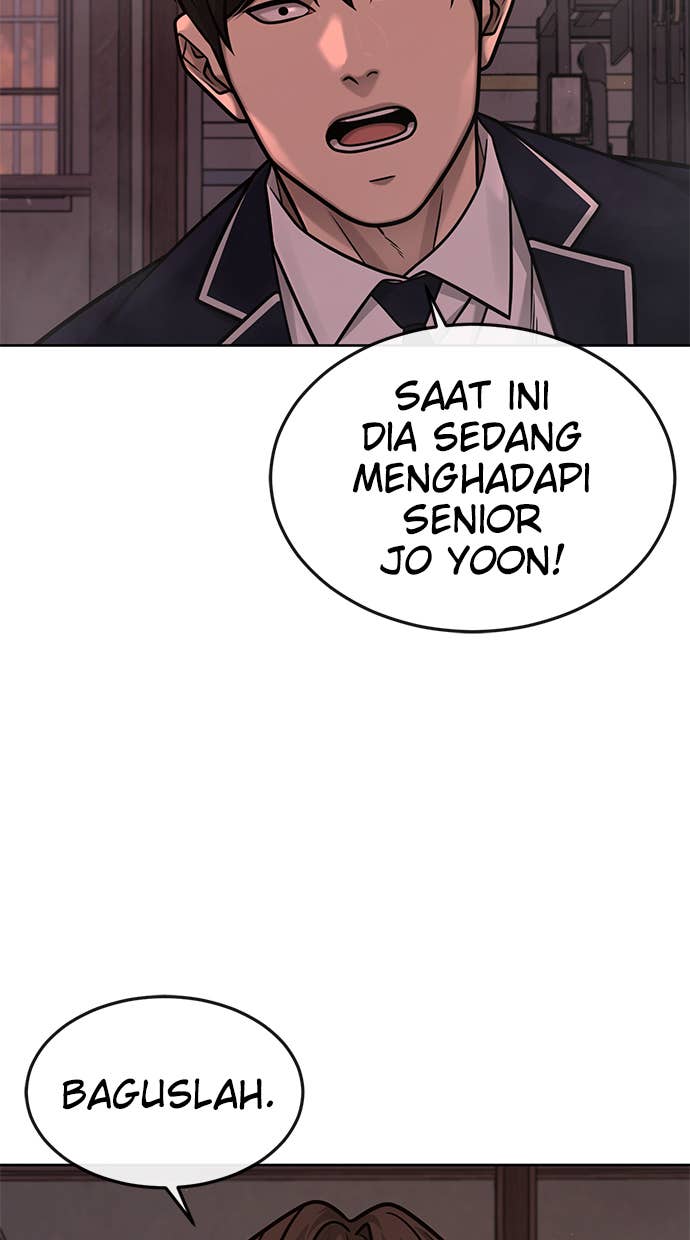 SAAT INI
DIA SEDANG
MENGHADAPI
SENIOR
JO YOON!
BAGUSLAH.